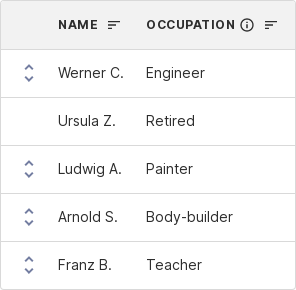 NAME OCCUPATION
Werner C. Engineer
Ursula Z. Retired
Ludwig A. Painter
Arnold S. Body-builder
Franz B. Teacher